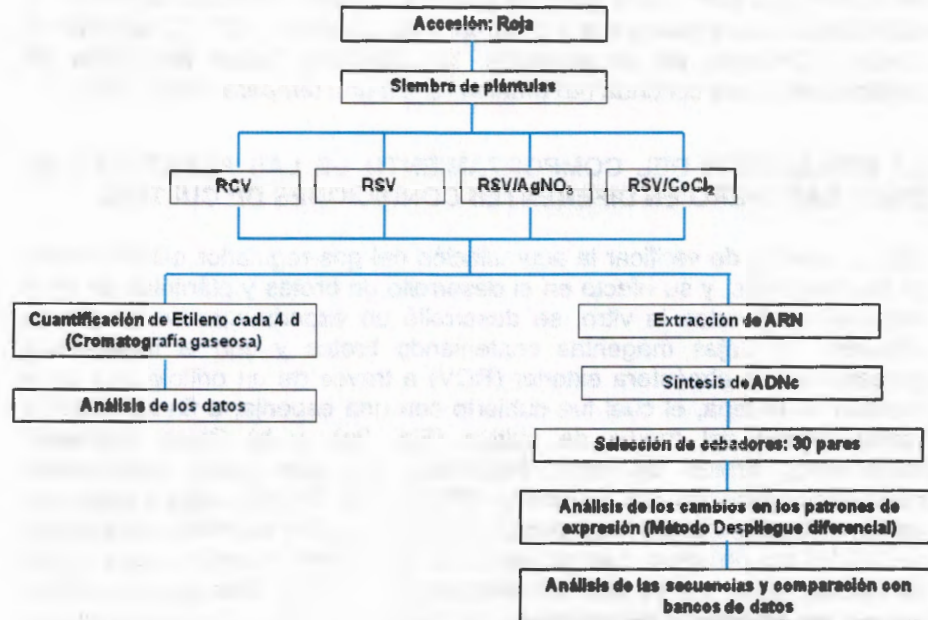 Accesión: Roja
Siembra de plántulas
RCV
RSV
RSV/AgNO3
RSV/CoCl2
Cuantificación de Etileno cada 4 d
(Cromatografía gaseosa)
Análisis de los datos
Extracción de ARN
Síntesis de ADNc
Selección de cebadores: 30 pares
Análisis de los cambios en los patrones de
expresión (Método Despliegue diferencial)
Análisis de las secuencias y comparación con
bancos de datos